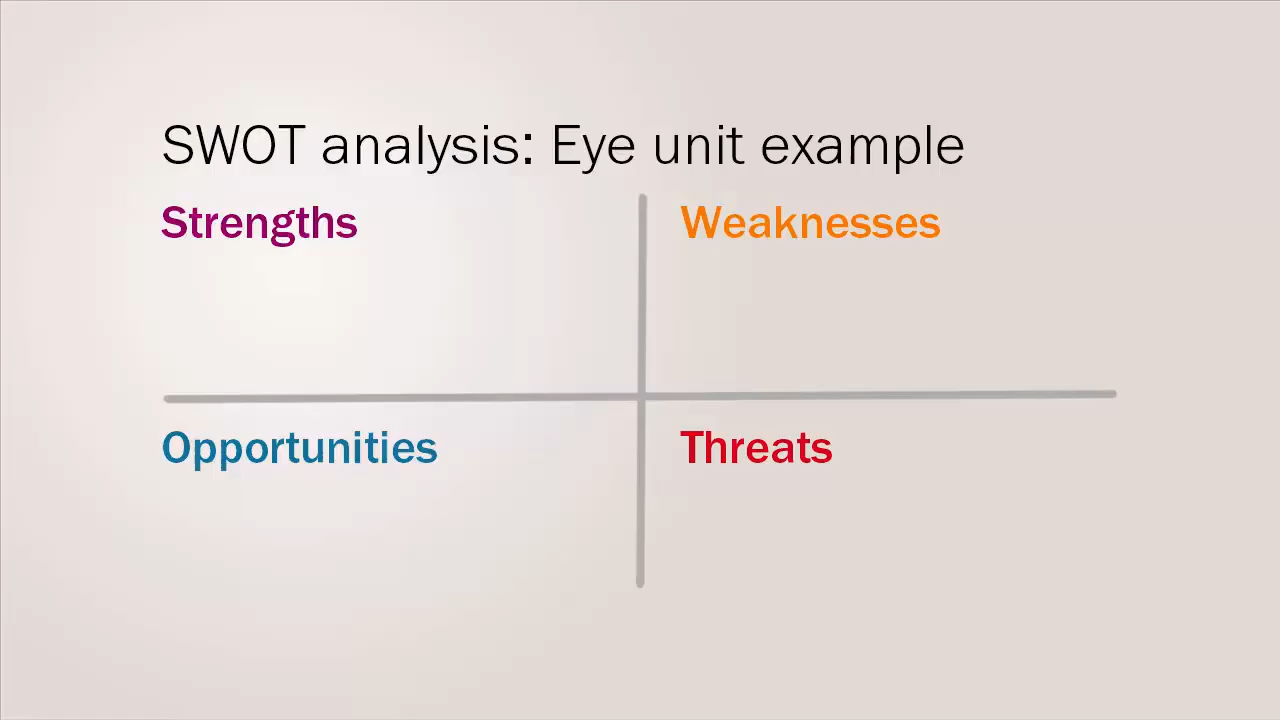 SWOT analysis: Eye unit example
Strengths
Weaknesses
Opportunities
Threats